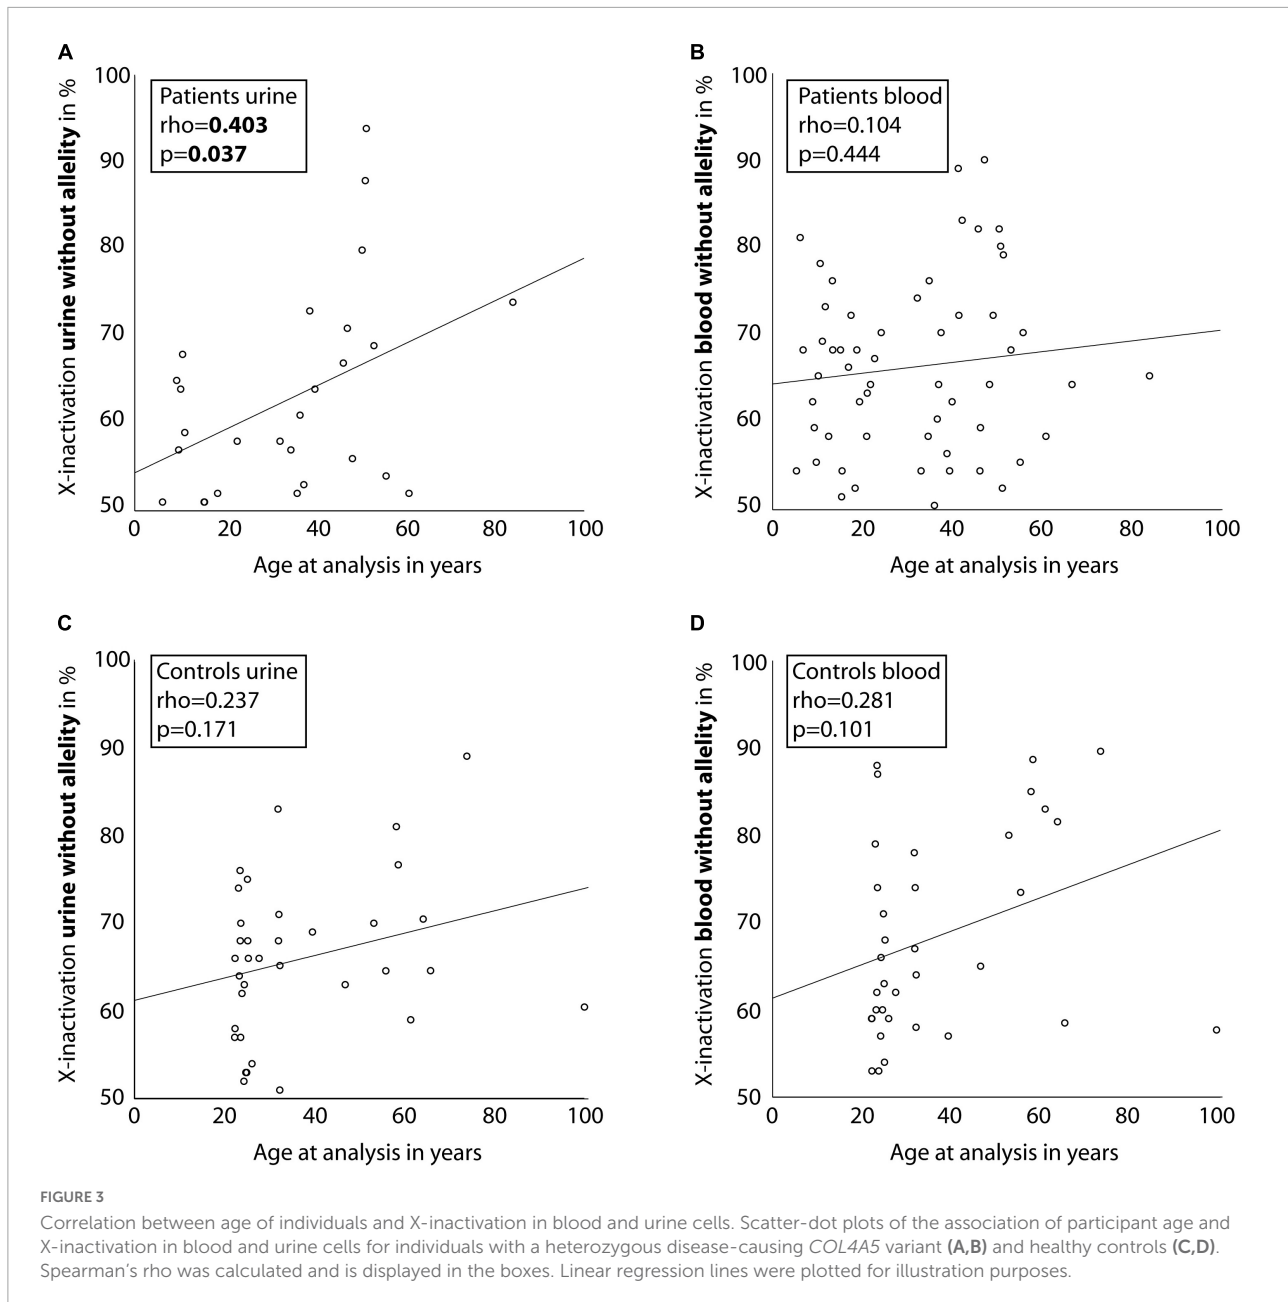 A
X-inactivation urine without allelity in %
100
90
80
70
60
50
Patients urine
rho=0.403
p=0.037
0 20 40 60 80 100
Age at analysis in years
B
X-inactivation blood without allelity in %
100
90
80
70
60
50
Patients blood
rho=0.104
p=0.444
0 20 40 60 80 100
Age at analysis in years
C
X-inactivation urine without allelity in %
100
90
80
70
60
50
Controls urine
rho=0.237
p=0.171
0 20 40 60 80 100
Age at analysis in years
D
X-inactivation blood without allelity in %
100
90
80
70
60
50
Controls blood
rho=0.281
p=0.101
0 20 40 60 80 100
Age at analysis in years
FIGURE 3
Correlation between age of individuals and X-inactivation in blood and urine cells. Scatter-dot plots of the association of participant age and
X-inactivation in blood and urine cells for individuals with a heterozygous disease-causing COL4A5 variant (A,B) and healthy controls (C,D).
Spearman's rho was calculated and is displayed in the boxes. Linear regression lines were plotted for illustration purposes.